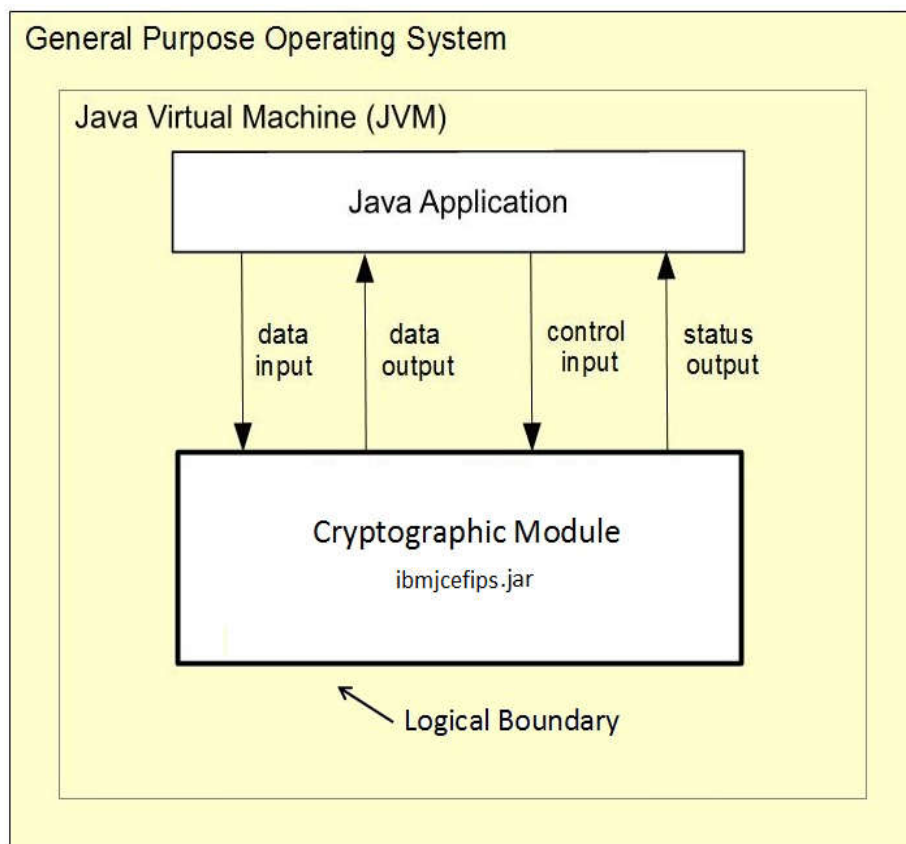 General Purpose Operating System
Java Virtual Machine (JVM)
Java Application
data
input
data
output
control
input
status
output
Cryptographic Module
ibmjcefips.jar
Logical Boundary